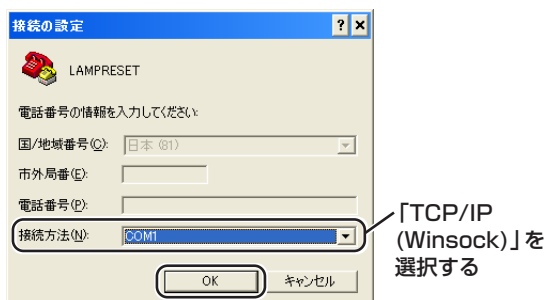 接続の設定
LAMPRESET
電話番号の情報を入力してください:
国/地域番号(C): 日本 (81)
市外局番(E):
電話番号(P):
接続方法(N): COM1
OK キャンセル
「TCP/IP
(Winsock)」を
選択する